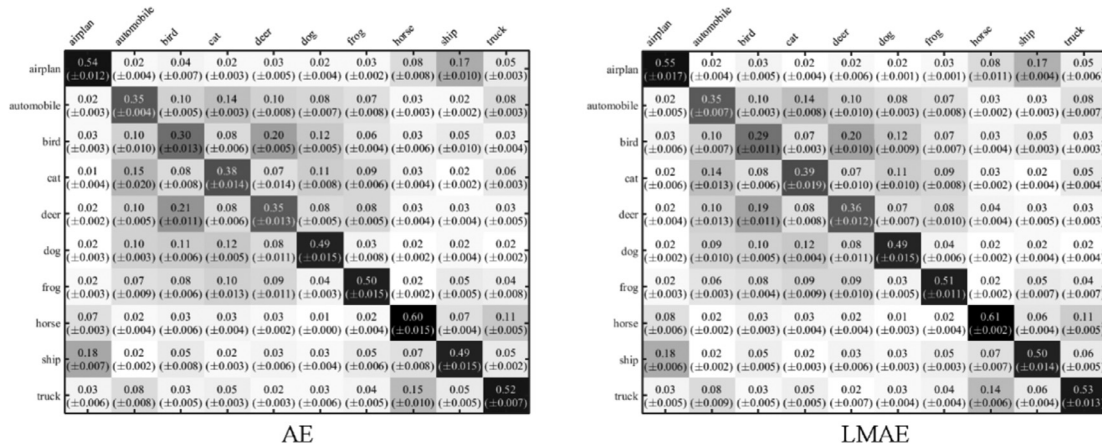 airplan automobile bird cat deer dog frog horse ship truck
airplan 0.54 0.02 0.04 0.02 0.03 0.02 0.03 0.08 0.17 0.05
(±0.012) (±0.004) (±0.007) (±0.003) (±0.005) (±0.004) (±0.002) (±0.008) (±0.010) (±0.003)
automobile 0.02 0.35 0.10 0.14 0.10 0.08 0.07 0.03 0.02 0.08
(±0.003) (±0.004) (±0.005) (±0.003) (±0.008) (±0.007) (±0.008) (±0.003) (±0.002) (±0.003)
bird 0.03 0.10 0.30 0.08 0.20 0.12 0.06 0.03 0.05 0.03
(±0.003) (±0.010) (±0.013) (±0.006) (±0.005) (±0.005) (±0.004) (±0.006) (±0.010) (±0.004)
cat 0.01 0.15 0.08 0.38 0.07 0.11 0.09 0.03 0.02 0.06
(±0.004) (±0.020) (±0.008) (±0.014) (±0.014) (±0.008) (±0.006) (±0.004) (±0.002) (±0.003)
deer 0.02 0.10 0.21 0.08 0.35 0.08 0.08 0.03 0.03 0.03
(±0.002) (±0.005) (±0.011) (±0.006) (±0.013) (±0.005) (±0.005) (±0.004) (±0.004) (±0.005)
dog 0.02 0.10 0.11 0.12 0.08 0.49 0.03 0.02 0.02 0.02
(±0.003) (±0.003) (±0.006) (±0.005) (±0.011) (±0.015) (±0.008) (±0.002) (±0.002) (±0.002)
frog 0.02 0.07 0.08 0.10 0.09 0.04 0.50 0.02 0.05 0.04
(±0.003) (±0.009) (±0.006) (±0.013) (±0.011) (±0.003) (±0.015) (±0.002) (±0.005) (±0.008)
horse 0.07 0.02 0.03 0.03 0.03 0.01 0.02 0.60 0.07 0.11
(±0.003) (±0.004) (±0.006) (±0.004) (±0.002) (±0.000) (±0.004) (±0.015) (±0.004) (±0.005)
ship 0.18 0.02 0.05 0.02 0.03 0.03 0.05 0.07 0.49 0.05
(±0.007) (±0.002) (±0.008) (±0.003) (±0.003) (±0.004) (±0.006) (±0.008) (±0.015) (±0.002)
truck 0.03 0.08 0.03 0.05 0.02 0.03 0.04 0.15 0.05 0.52
(±0.006) (±0.008) (±0.005) (±0.003) (±0.003) (±0.006) (±0.005) (±0.010) (±0.005) (±0.007)
AE
airplan automobile bird cat deer dog frog horse ship truck
airplan 0.55 0.02 0.03 0.02 0.02 0.02 0.03 0.08 0.17 0.05
(±0.017) (±0.004) (±0.005) (±0.004) (±0.006) (±0.001) (±0.001) (±0.011) (±0.004) (±0.006)
automobile 0.02 0.35 0.10 0.14 0.10 0.08 0.07 0.03 0.03 0.08
(±0.005) (±0.007) (±0.003) (±0.008) (±0.010) (±0.003) (±0.008) (±0.002) (±0.003) (±0.007)
bird 0.03 0.10 0.29 0.07 0.20 0.12 0.07 0.03 0.05 0.03
(±0.006) (±0.007) (±0.011) (±0.003) (±0.010) (±0.009) (±0.007) (±0.003) (±0.003) (±0.003)
cat 0.02 0.14 0.08 0.39 0.07 0.11 0.09 0.03 0.02 0.05
(±0.004) (±0.013) (±0.006) (±0.019) (±0.010) (±0.010) (±0.008) (±0.002) (±0.004) (±0.004)
deer 0.02 0.10 0.19 0.08 0.36 0.07 0.08 0.04 0.03 0.03
(±0.004) (±0.013) (±0.011) (±0.008) (±0.012) (±0.007) (±0.010) (±0.004) (±0.005) (±0.003)
dog 0.02 0.09 0.10 0.12 0.08 0.49 0.04 0.02 0.02 0.02
(±0.002) (±0.010) (±0.005) (±0.004) (±0.011) (±0.015) (±0.006) (±0.002) (±0.004) (±0.004)
frog 0.02 0.06 0.08 0.09 0.09 0.03 0.51 0.02 0.05 0.04
(±0.003) (±0.006) (±0.004) (±0.009) (±0.010) (±0.005) (±0.011) (±0.002) (±0.007) (±0.007)
horse 0.08 0.02 0.03 0.03 0.03 0.01 0.02 0.61 0.06 0.11
(±0.006) (±0.002) (±0.002) (±0.004) (±0.004) (±0.002) (±0.004) (±0.002) (±0.004) (±0.005)
ship 0.18 0.02 0.05 0.02 0.03 0.03 0.05 0.07 0.50 0.06
(±0.006) (±0.003) (±0.005) (±0.003) (±0.002) (±0.004) (±0.006) (±0.007) (±0.014) (±0.005)
truck 0.03 0.08 0.03 0.05 0.02 0.03 0.04 0.14 0.06 0.53
(±0.005) (±0.009) (±0.005) (±0.005) (±0.007) (±0.004) (±0.004) (±0.006) (±0.004) (±0.013)
LMAE